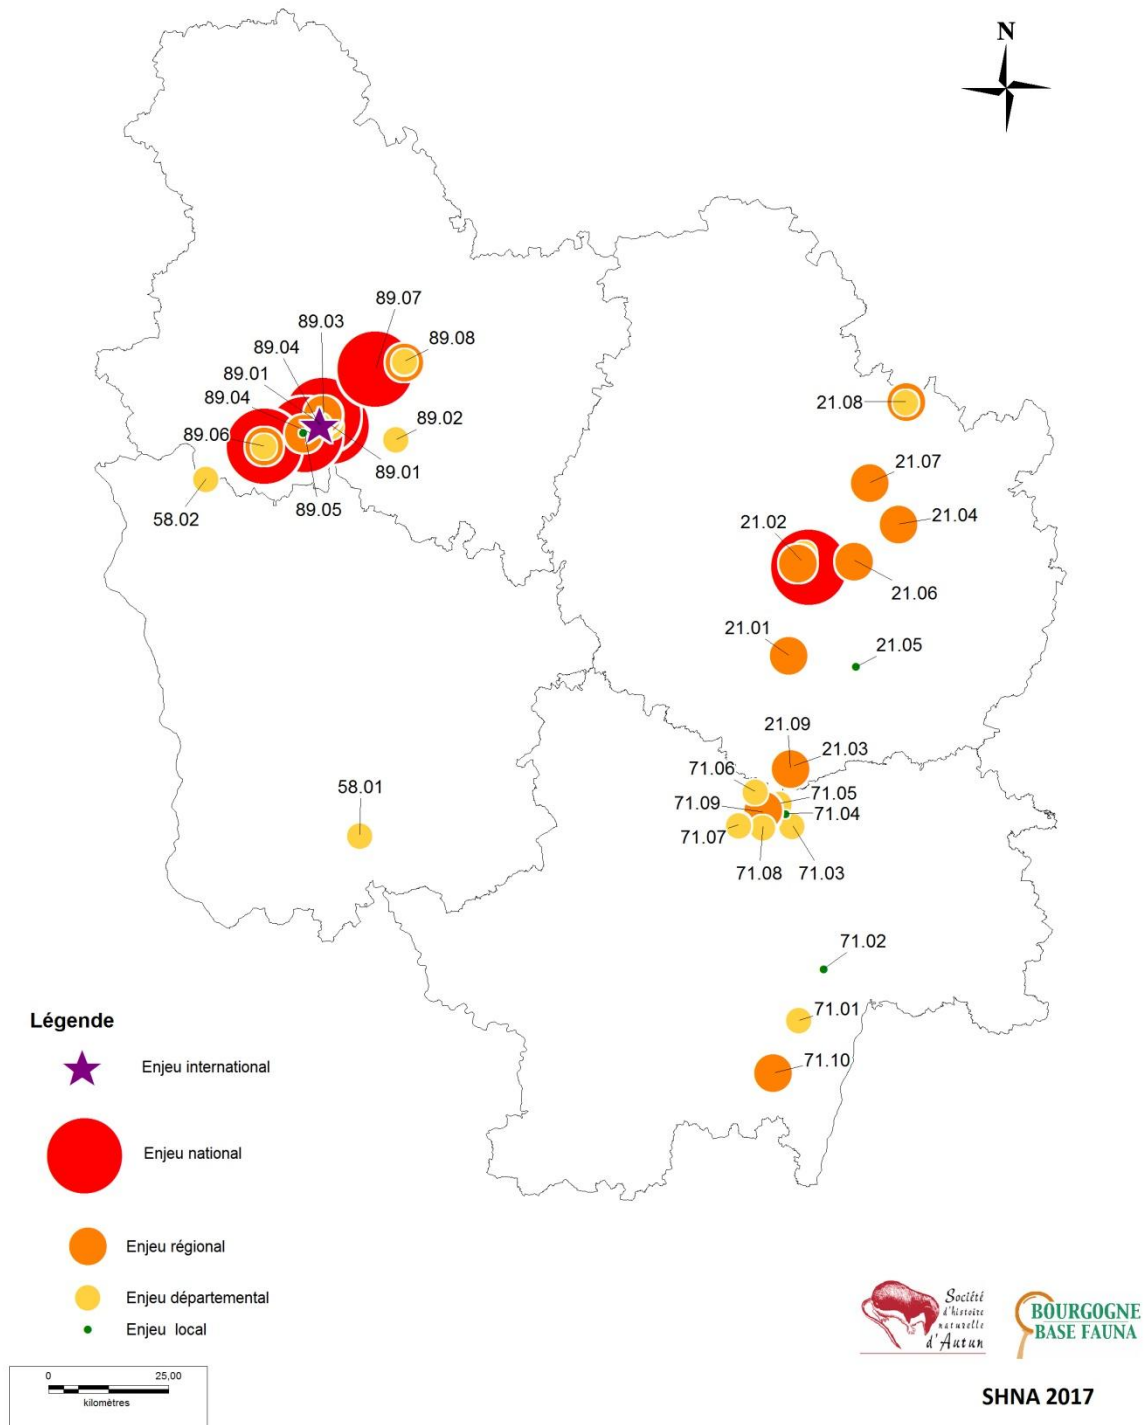 N
89.07
89.03
89.08
89.04
89.01
89.04
89.06
89.02
89.01
89.05
58.02
21.08
21.07
21.04
21.02
21.06
21.01
21.05
21.09
21.03
71.06
71.05
71.09
71.04
71.07
71.08
71.03
58.01
71.02
71.01
71.10
Légende
Enjeu international
Enjeu national
Enjeu régional
Enjeu départemental
Enjeu local
0 25,00
kilomètres
Société
d'histoire
naturelle
d'Autun
BOURGOGNE
BASE FAUNA
SHNA 2017